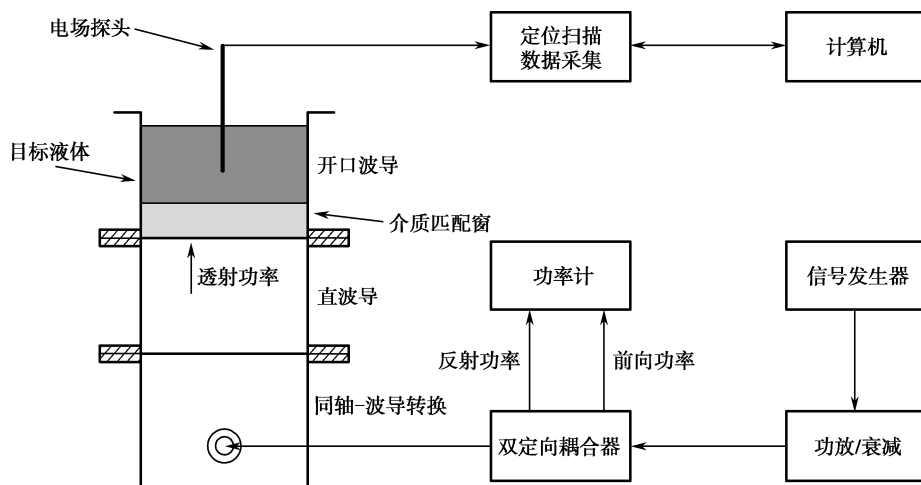 电场探头
定位扫描
数据采集
计算机
目标液体
开口波导
介质匹配窗
透射功率
直波导
功率计
信号发生器
反射功率
前向功率
同轴-波导转换
双定向耦合器
功放/衰减